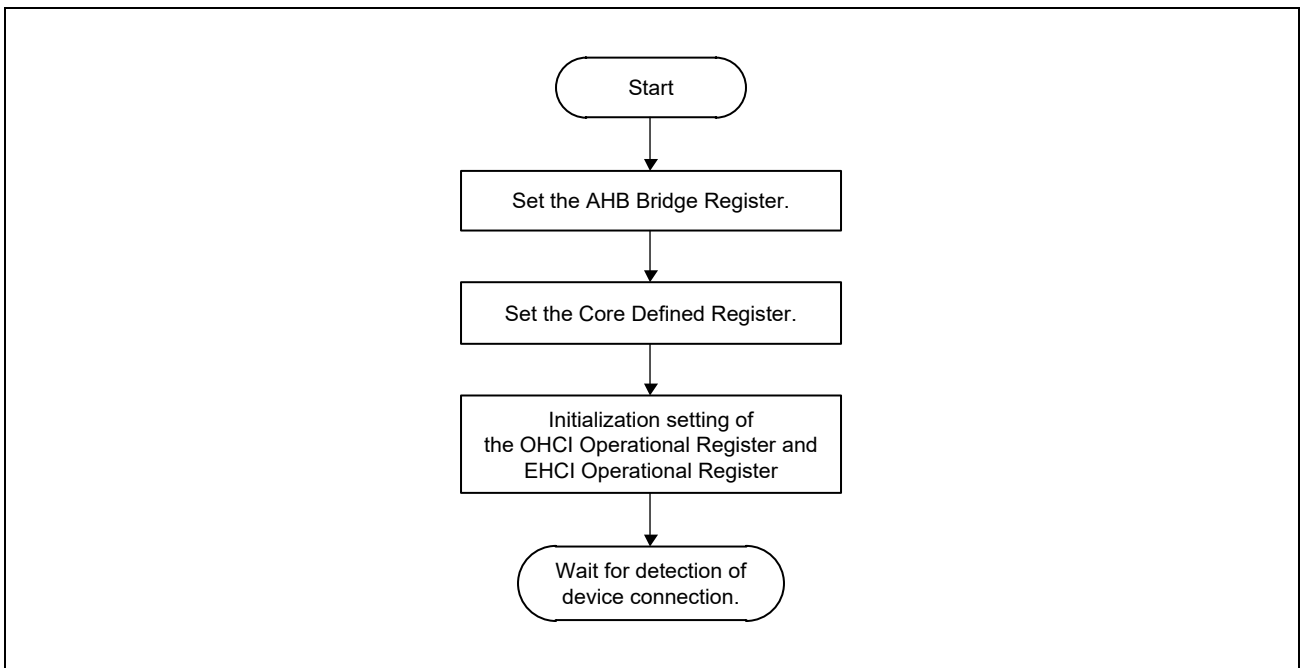 Start
Set the AHB Bridge Register.
Set the Core Defined Register.
Initialization setting of
the OHCI Operational Register and
EHCI Operational Register
Wait for detection of
device connection.